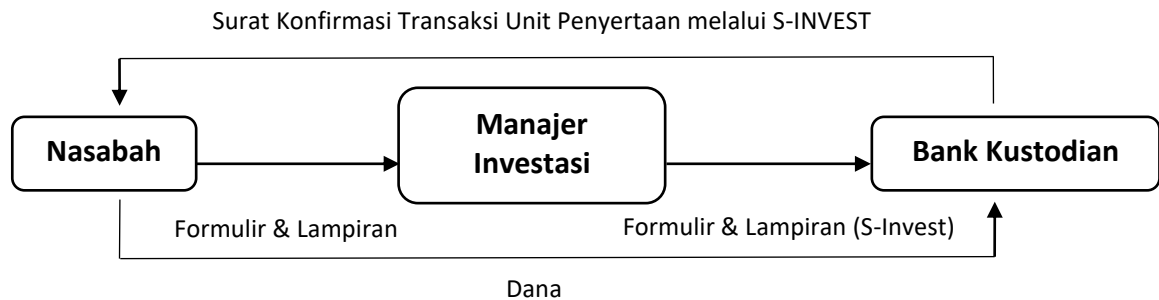 Surat Konfirmasi Transaksi Unit Penyertaan melalui S-INVEST
Nasabah
Manajer
Investasi
Bank Kustodian
Formulir & Lampiran
Formulir & Lampiran (S-Invest)
Dana